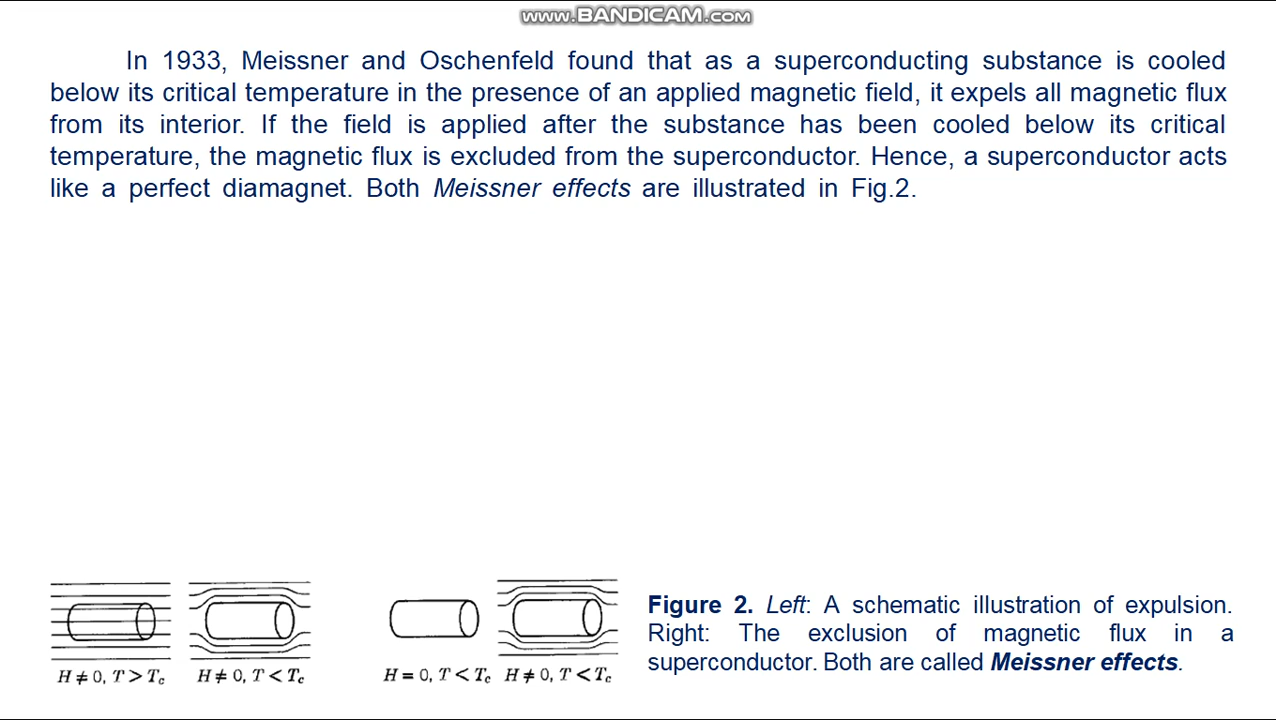 www.BANDICAM.com
In 1933, Meissner and Oschenfeld found that as a superconducting substance is cooled
below its critical temperature in the presence of an applied magnetic field, it expels all magnetic flux
from its interior. If the field is applied after the substance has been cooled below its critical
temperature, the magnetic flux is excluded from the superconductor. Hence, a superconductor acts
like a perfect diamagnet. Both Meissner effects are illustrated in Fig.2.
H ≠ 0, T > Tc H ≠ 0, T < Tc H = 0, T < Tc H ≠ 0, T < Tc
Figure 2. Left: A schematic illustration of expulsion.
Right: The exclusion of magnetic flux in a
superconductor. Both are called Meissner effects.